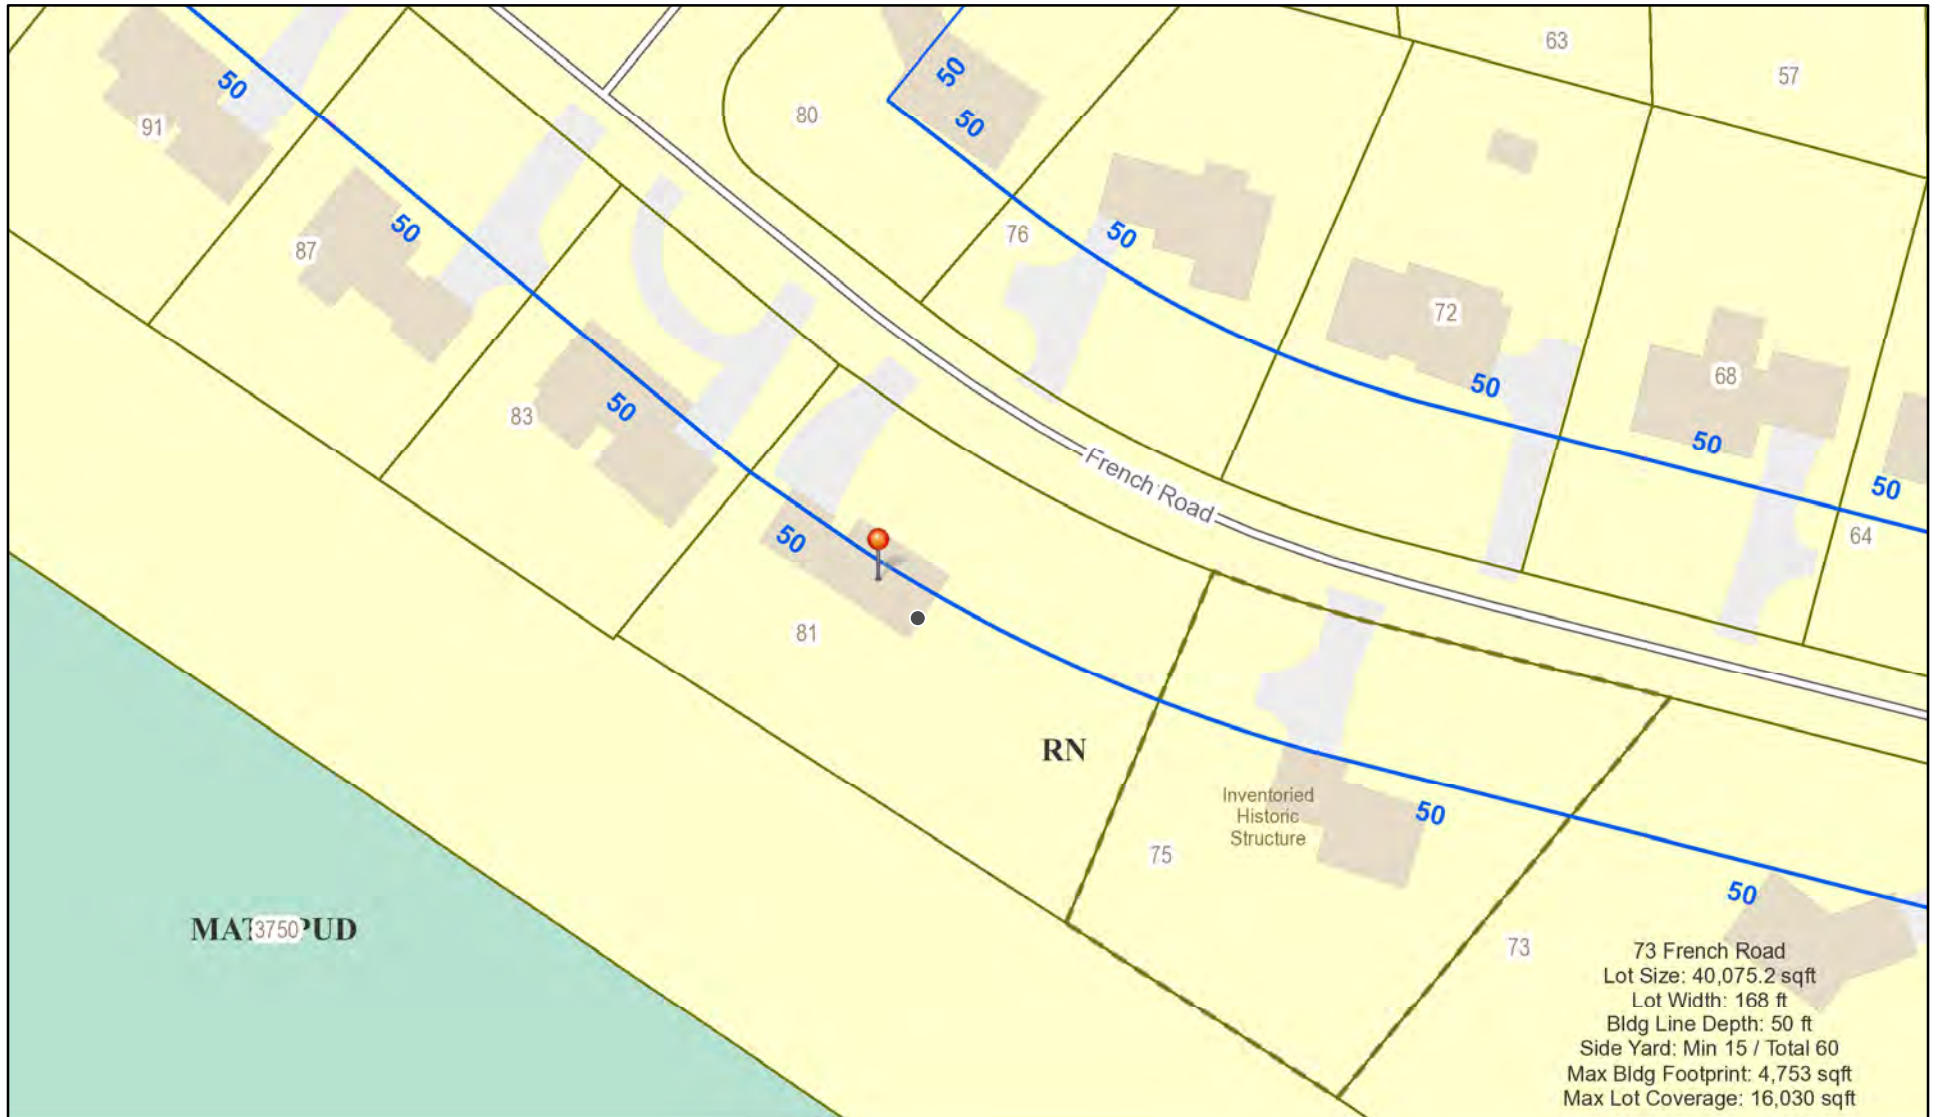 63
57
50
50
80
50
91
50
76
50
87
72
68
50
50
83
50
French Road
50
64
50
81
RN
Inventoried
Historic
Structure
50
75
50
3750
PUD
73
73 French Road
Lot Size: 40,075.2 sqft
Lot Width: 168 ft
Bldg Line Depth: 50 ft
Side Yard: Min 15 / Total 60
Max Bldg Footprint: 4,753 sqft
Max Lot Coverage: 16,030 sqft